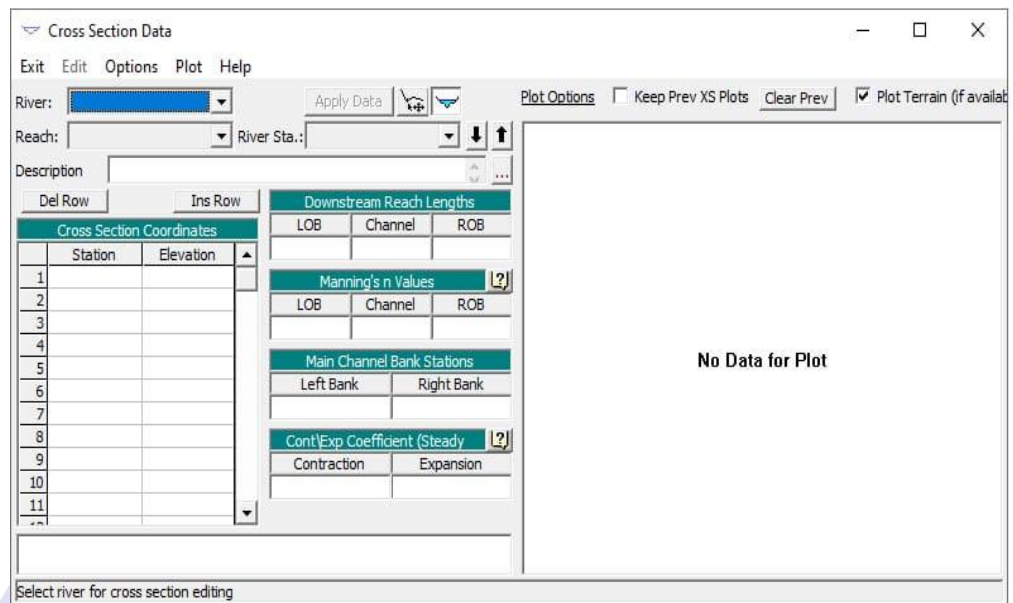 Cross Section Data
Exit Edit Options Plot Help
River: Apply Data Plot Options Keep Prev XS Plots Clear Prev Plot Terrain (if availab
Reach: River Sta.:
Description ...
Del Row Ins Row
Downstream Reach Lengths
LOB Channel ROB
Cross Section Coordinates
Station Elevation
1
2
3
4
5
6
7
8
9
10
11
Manning's n Values
LOB Channel ROB
Main Channel Bank Stations
Left Bank Right Bank
Cont\Exp Coefficient (Steady
Contraction Expansion
No Data for Plot
Select river for cross section editing